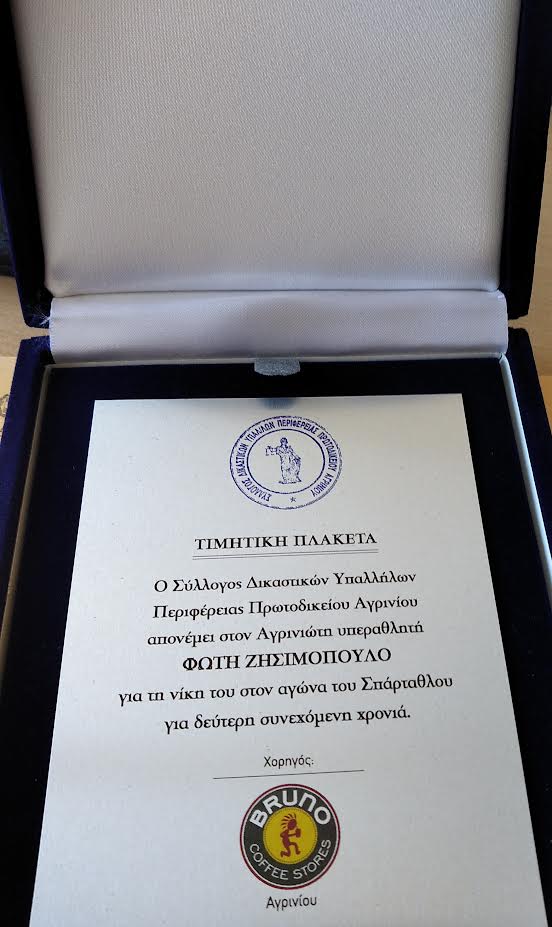 ΣΥΛΛΟΓΟΣ ΔΙΚΑΣΤΙΚΩΝ ΥΠΑΛΛΗΛΩΝ ΠΕΡΙΦΕΡΕΙΑΣ ΠΡΩΤΟΔΙΚΕΙΟΥ ΑΓΡΙΝΙΟΥ
ΤΙΜΗΤΙΚΗ ΠΛΑΚΕΤΑ
Ο Σύλλογος Δικαστικών Υπαλλήλων
Περιφέρειας Πρωτοδικείου Αγρινίου
απονέμει στον Αγρινιώτη υπεραθλητή
ΦΩΤΗ ΖΗΣΙΜΟΠΟΥΛΟ
για τη νίκη του στον αγώνα του Σπάρταθλου
για δεύτερη συνεχόμενη χρονιά.
Χορηγός:
BRUNO
COFFEE STORES
Αγρινίου